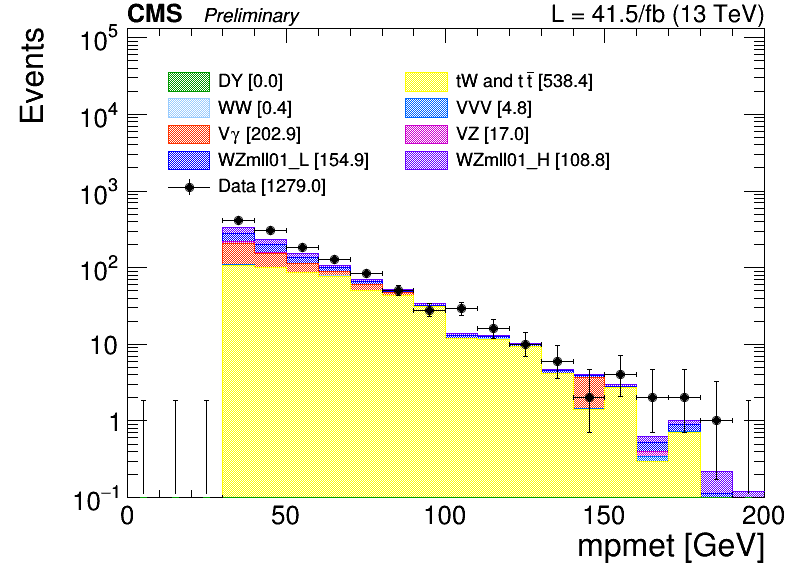 CMS Preliminary L = 41.5/fb (13 TeV)
Events
10⁵
10⁴
10³
10²
10
1
10⁻¹
DY [0.0] tW and tt̄ [538.4]
WW [0.4] VVV [4.8]
Vγ [202.9] VZ [17.0]
WZmll01_L [154.9] WZmll01_H [108.8]
Data [1279.0]
0 50 100 150 200
mpmet [GeV]